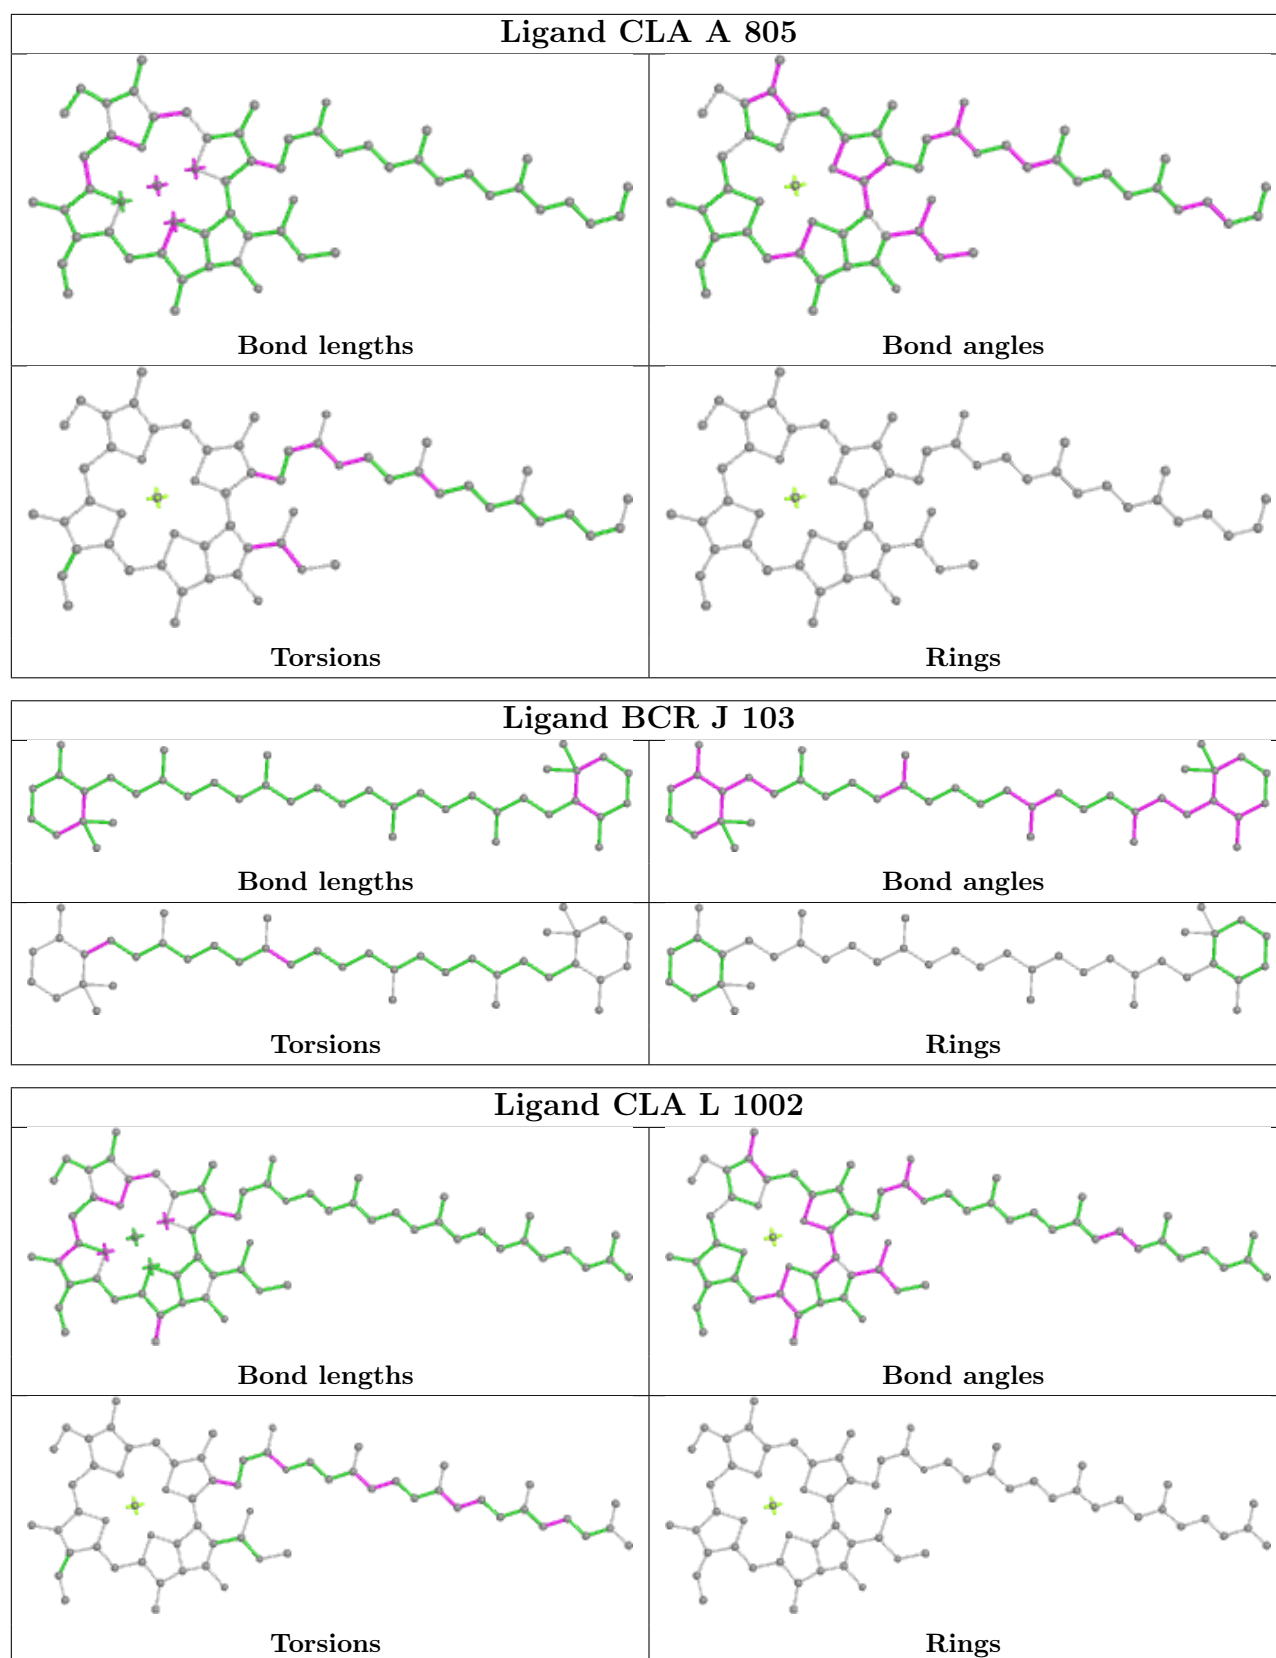 Ligand CLA A 805
Bond lengths
Bond angles
Torsions
Rings
Ligand BCR J 103
Bond lengths
Bond angles
Torsions
Rings
Ligand CLA L 1002
Bond lengths
Bond angles
Torsions
Rings